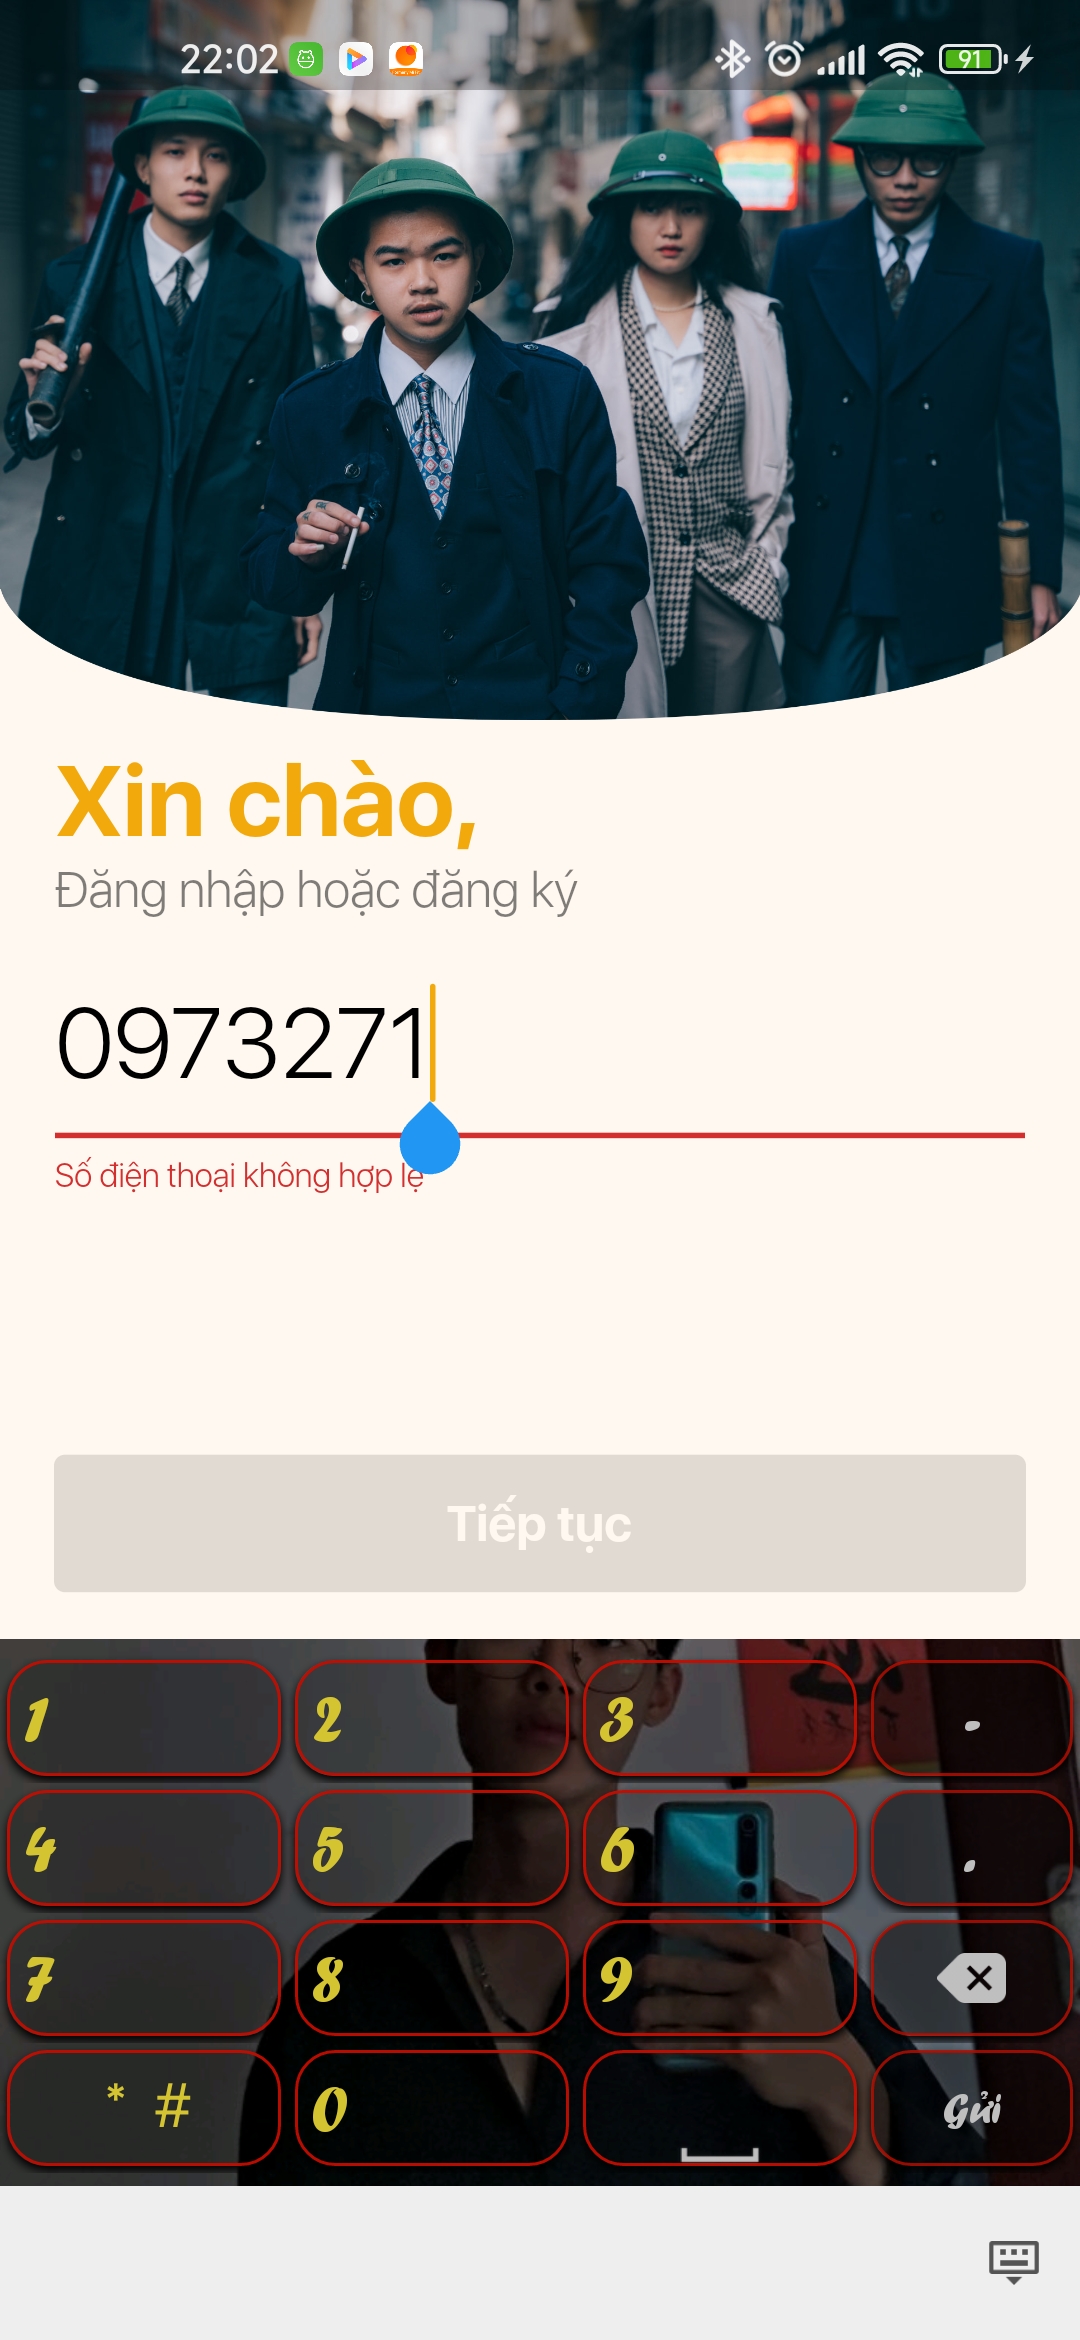 22:02
91
Xin chào,
Đăng nhập hoặc đăng ký
0973271
Số điện thoại không hợp lệ
Tiếp tục
1 2 3 -
4 5 6 .
7 8 9
* # 0 Gửi